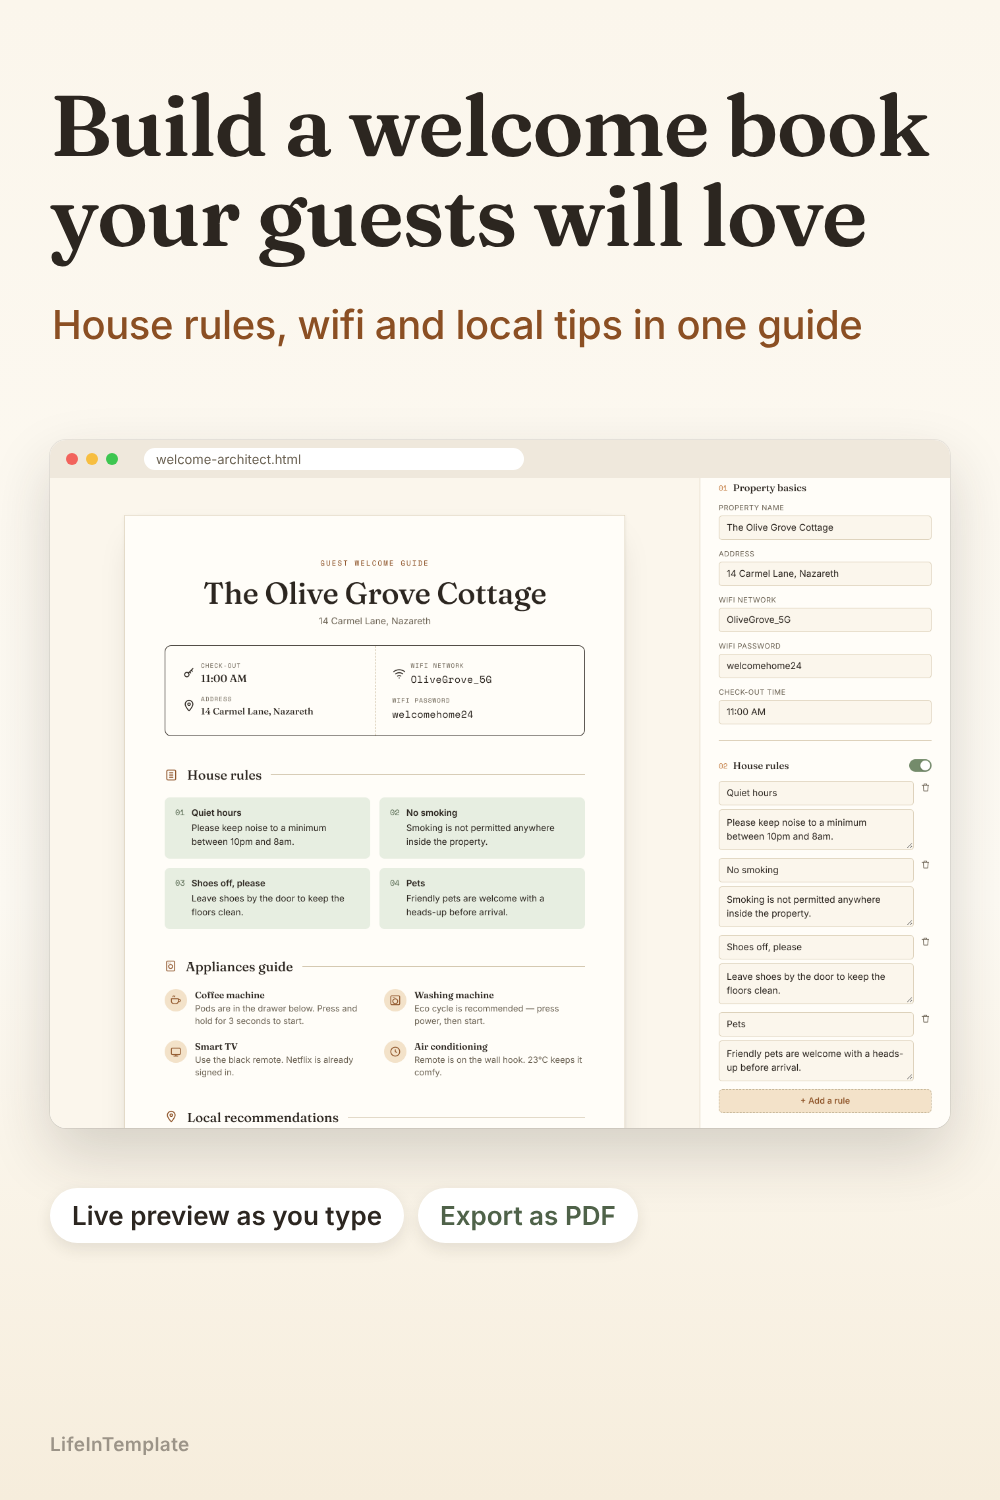 Build a welcome book
your guests will love
House rules, wifi and local tips in one guide
welcome-architect.html
GUEST WELCOME GUIDE
The Olive Grove Cottage
14 Carmel Lane, Nazareth
CHECK-OUT
11:00 AM
ADDRESS
14 Carmel Lane, Nazareth
WIFI NETWORK
OliveGrove_5G
WIFI PASSWORD
welcomehome24
House rules
01 Quiet hours
Please keep noise to a minimum
between 10pm and 8am.
02 No smoking
Smoking is not permitted anywhere
inside the property.
03 Shoes off, please
Leave shoes by the door to keep the
floors clean.
04 Pets
Friendly pets are welcome with a
heads-up before arrival.
Appliances guide
Coffee machine
Pods are in the drawer below. Press and
hold for 3 seconds to start.
Washing machine
Eco cycle is recommended — press
power, then start.
Smart TV
Use the black remote. Netflix is already
signed in.
Air conditioning
Remote is on the wall hook. 23°C keeps it
comfy.
Local recommendations
01 Property basics
PROPERTY NAME
The Olive Grove Cottage
ADDRESS
14 Carmel Lane, Nazareth
WIFI NETWORK
OliveGrove_5G
WIFI PASSWORD
welcomehome24
CHECK-OUT TIME
11:00 AM
02 House rules
Quiet hours
Please keep noise to a minimum
between 10pm and 8am.
No smoking
Smoking is not permitted anywhere
inside the property.
Shoes off, please
Leave shoes by the door to keep the
floors clean.
Pets
Friendly pets are welcome with a heads-
up before arrival.
+ Add a rule
Live preview as you type
Export as PDF
LifeInTemplate